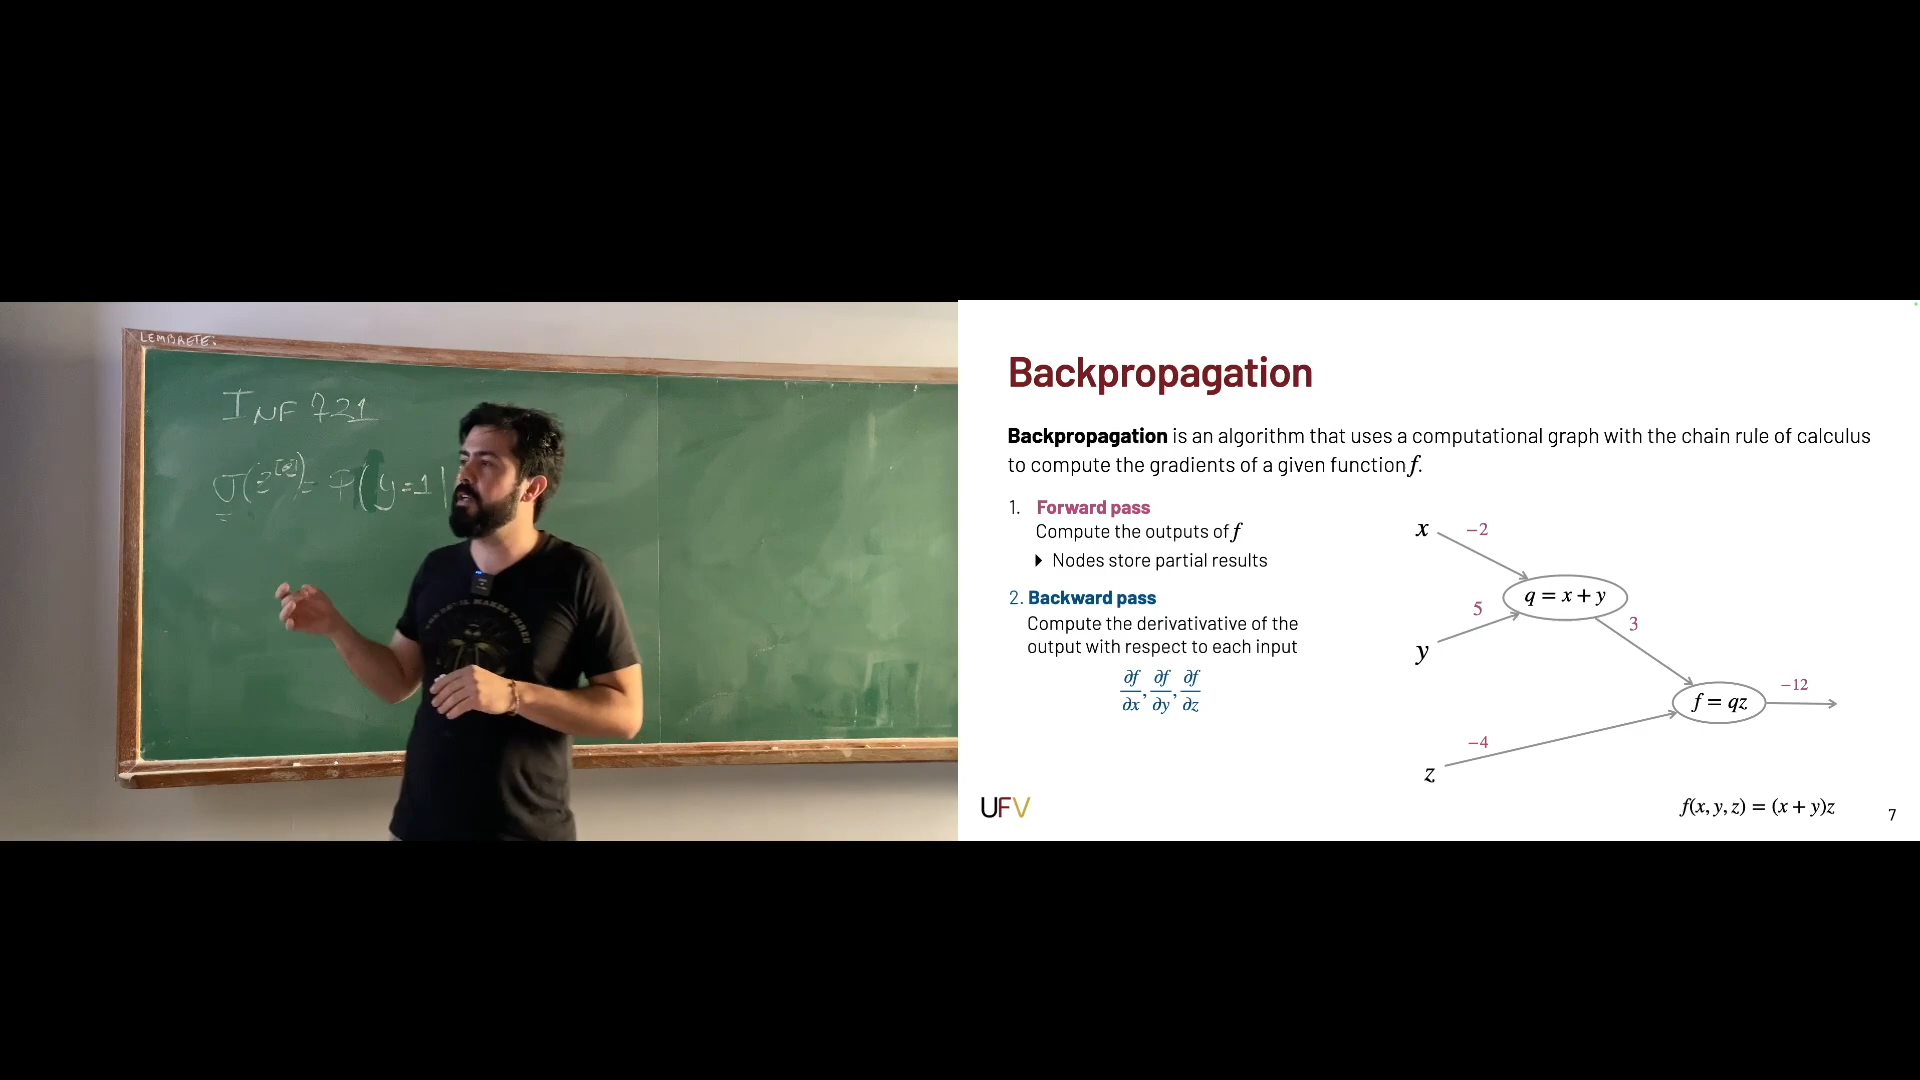 LEMBRETE:
INF 721
σ(z^[2]) = P(y=1|
Backpropagation
Backpropagation is an algorithm that uses a computational graph with the chain rule of calculus
to compute the gradients of a given function f.
1. Forward pass
Compute the outputs of f
Nodes store partial results
2. Backward pass
Compute the derivativative of the
output with respect to each input
∂f/∂x, ∂f/∂y, ∂f/∂z
x −2
q = x + y
5
3
y
−12
f = qz
−4
z
UFV
f(x, y, z) = (x + y)z
7